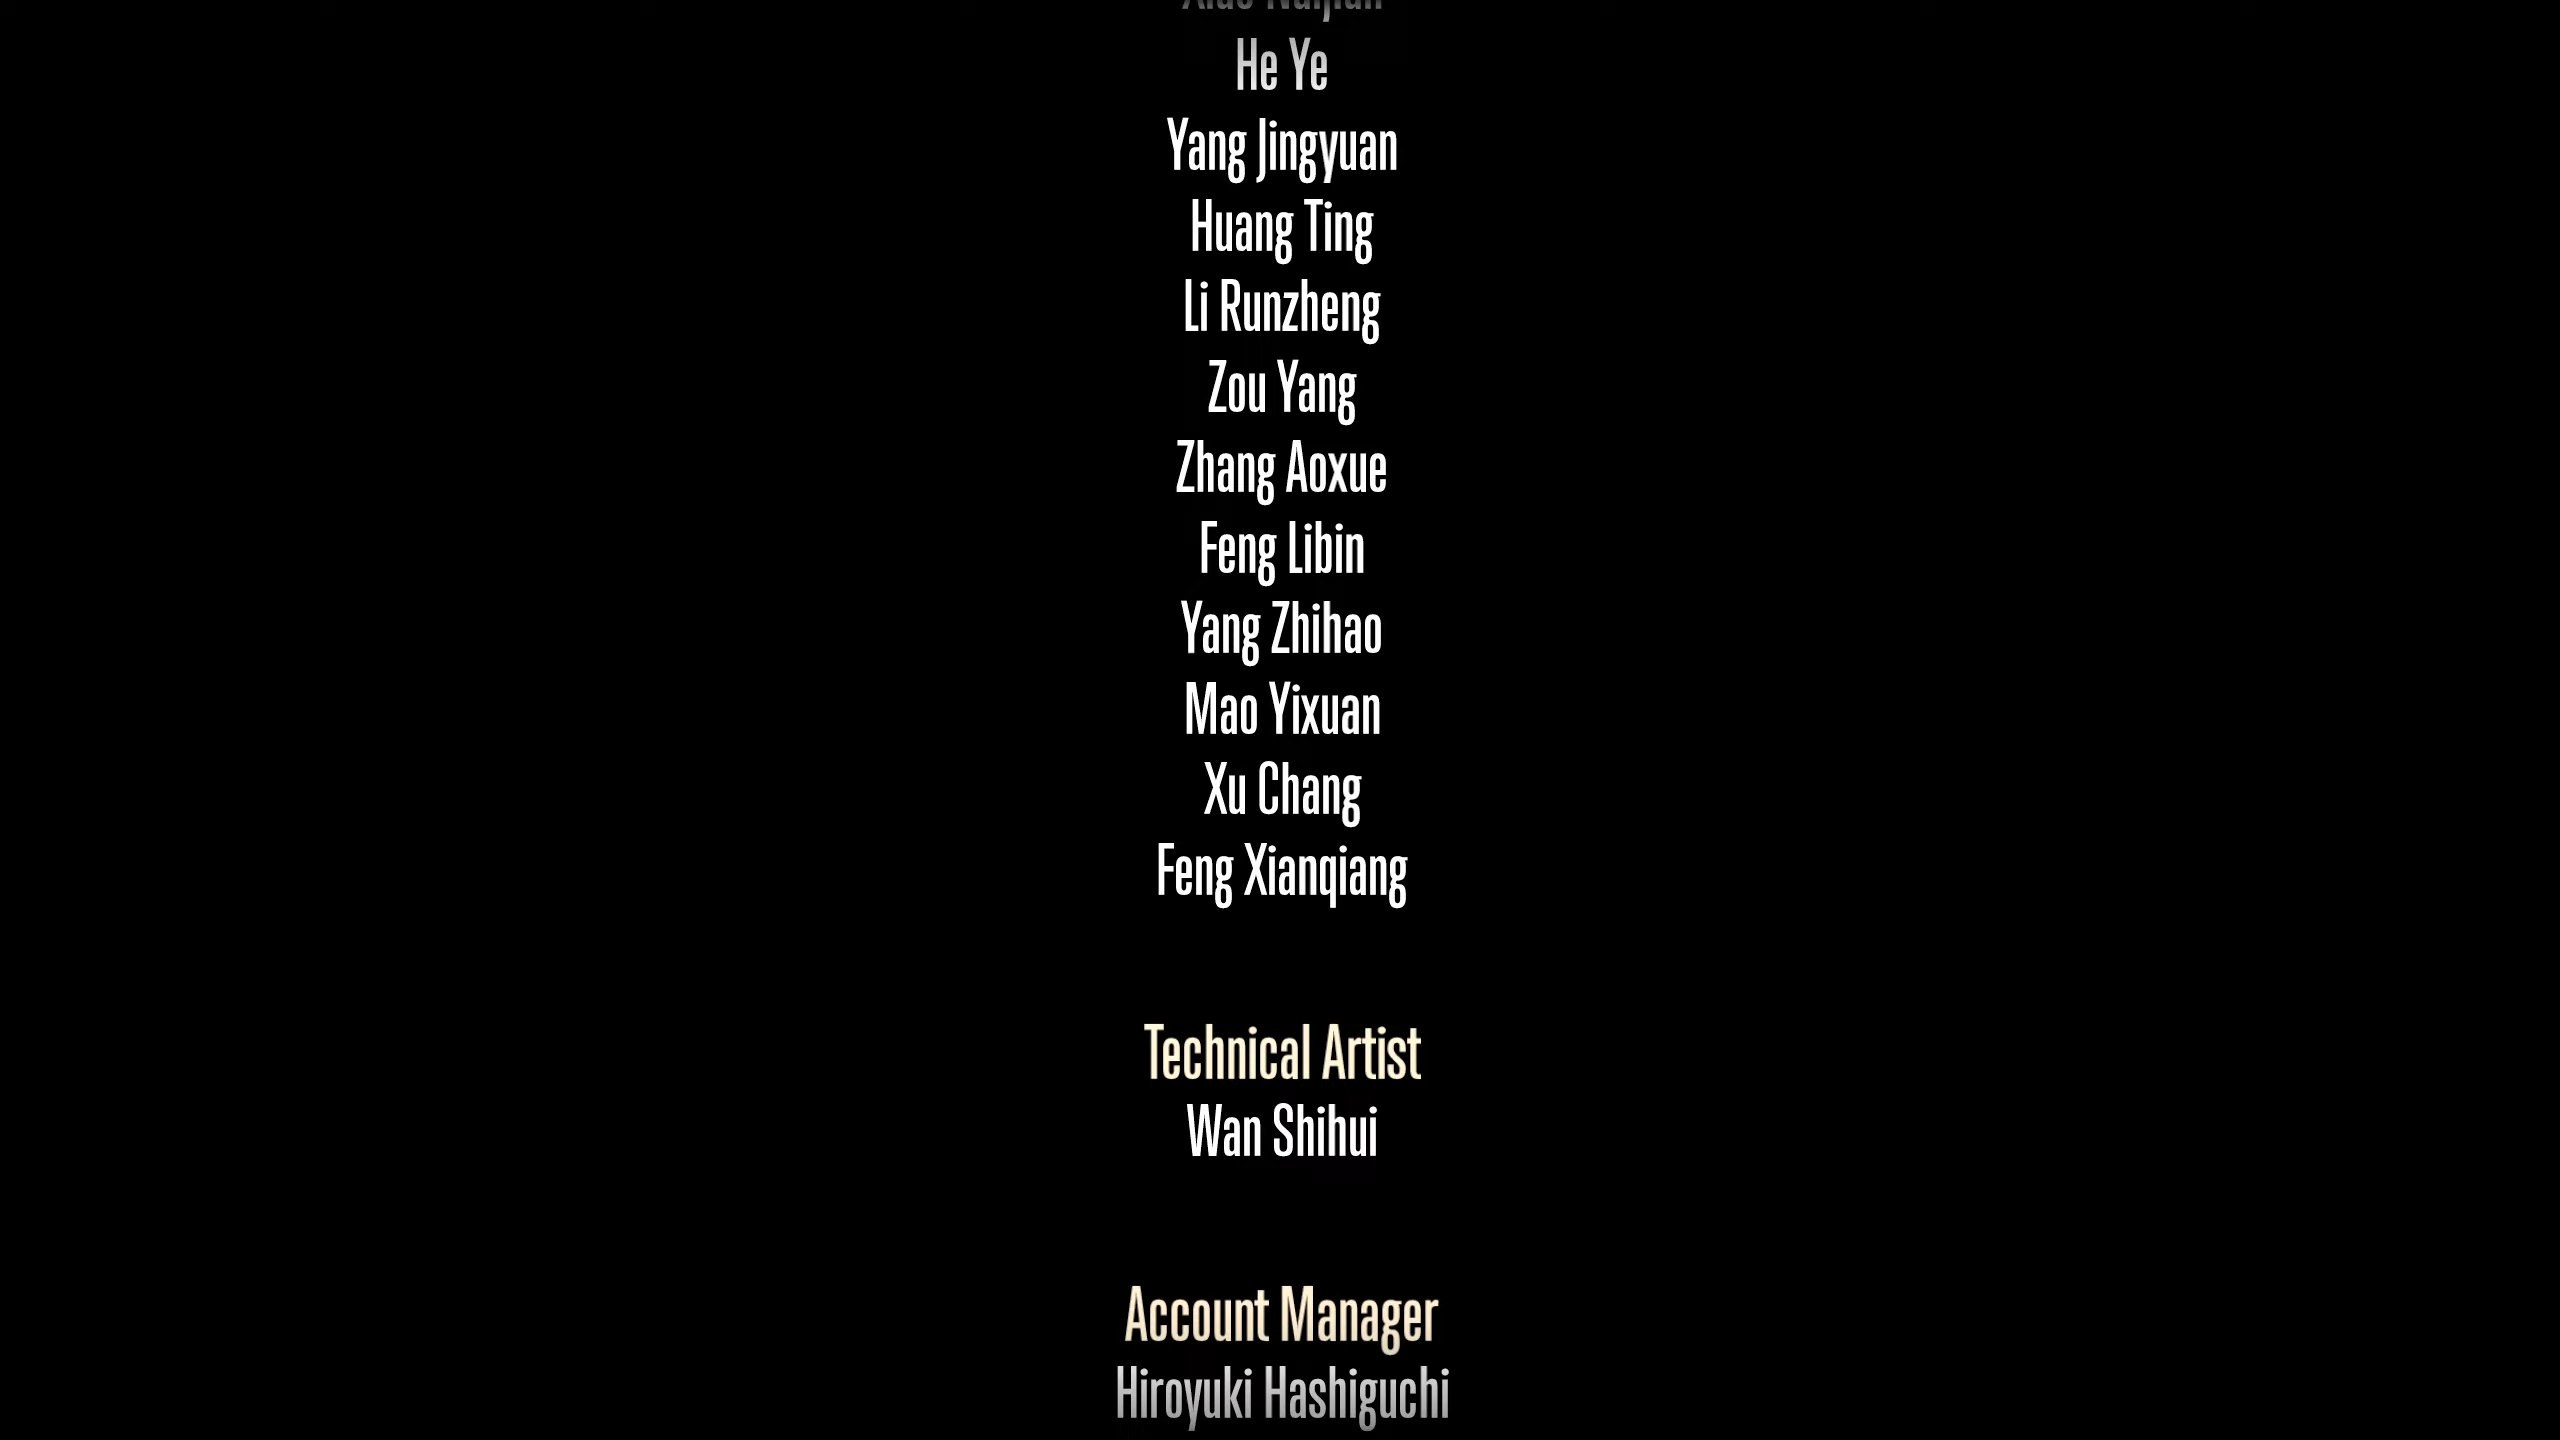 He Ye
Yang Jingyuan
Huang Ting
Li Runzheng
Zou Yang
Zhang Aoxue
Feng Libin
Yang Zhihao
Mao Yixuan
Xu Chang
Feng Xianqiang
Technical Artist
Wan Shihui
Account Manager
Hiroyuki Hashiguchi